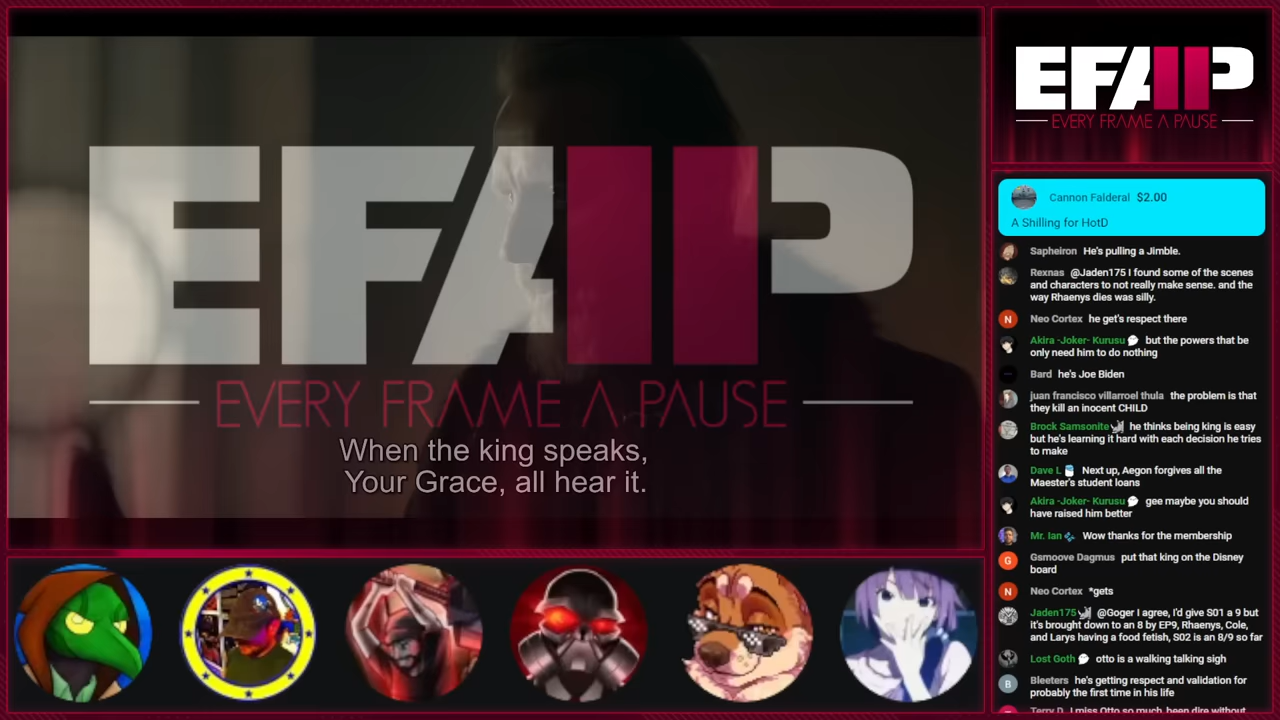 EFAP
EVERY FRAME A PAUSE
When the king speaks,
Your Grace, all hear it.
EFAP
EVERY FRAME A PAUSE
Cannon Falderal $2.00
A Shilling for HotD
Sapheiron He's pulling a Jimble.
Rexnas @Jaden175 I found some of the scenes
and characters to not really make sense. and the
way Rhaenys dies was silly.
N Neo Cortex he get's respect there
Akira -Joker- Kurusu but the powers that be
only need him to do nothing
Bard he's Joe Biden
juan francisco villarroel thula the problem is that
they kill an inocent CHILD
Brock Samsonite he thinks being king is easy
but he's learning it hard with each decision he tries
to make
Dave L Next up, Aegon forgives all the
Maester's student loans
Akira -Joker- Kurusu gee maybe you should
have raised him better
Mr. Ian Wow thanks for the membership
G Gsmoove Dagmus put that king on the Disney
board
N Neo Cortex *gets
Jaden175 @Goger I agree, I'd give S01 a 9 but
it's brought down to an 8 by EP9, Rhaenys, Cole,
and Larys having a food fetish, S02 is an 8/9 so far
Lost Goth otto is a walking talking sigh
B Bleeters he's getting respect and validation for
probably the first time in his life
Terry D. I miss Otto so much, been dire without